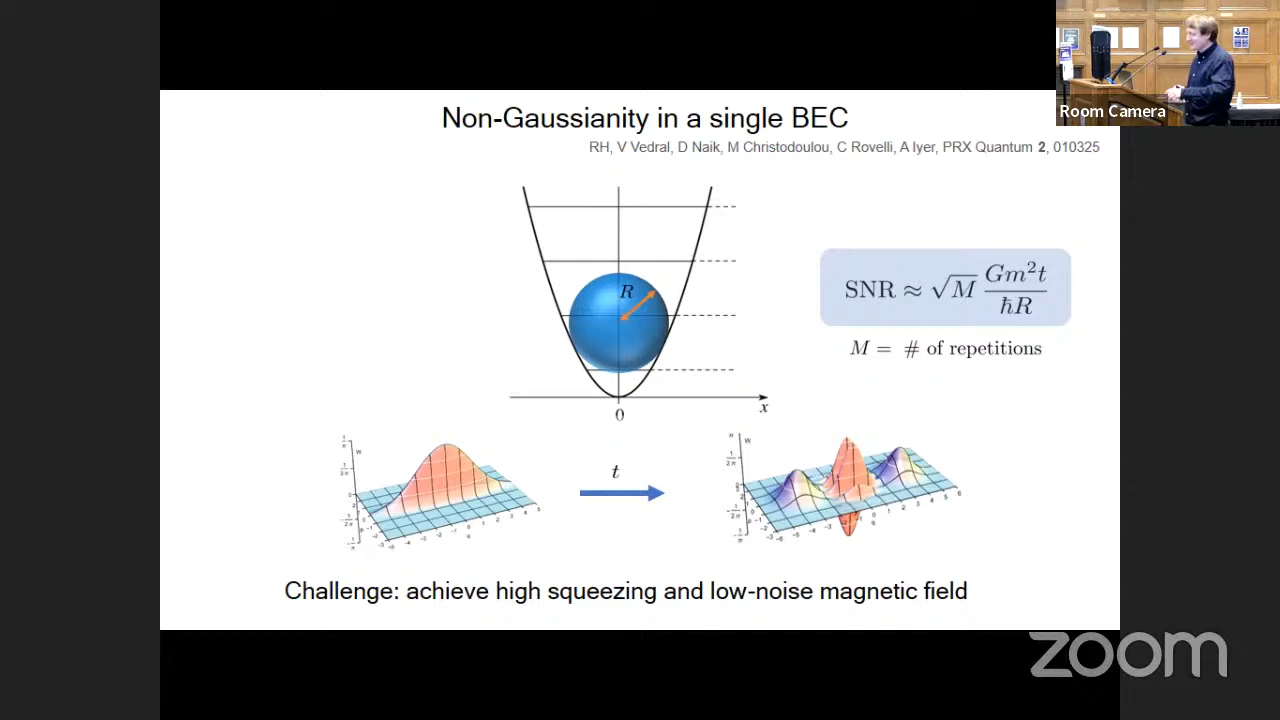 Room Camera
Non-Gaussianity in a single BEC
RH, V Vedral, D Naik, M Christodoulou, C Rovelli, A Iyer, PRX Quantum 2, 010325
R
SNR ≈ √M Gm²t / ħR
M = # of repetitions
0
x
t
Challenge: achieve high squeezing and low-noise magnetic field
zoom